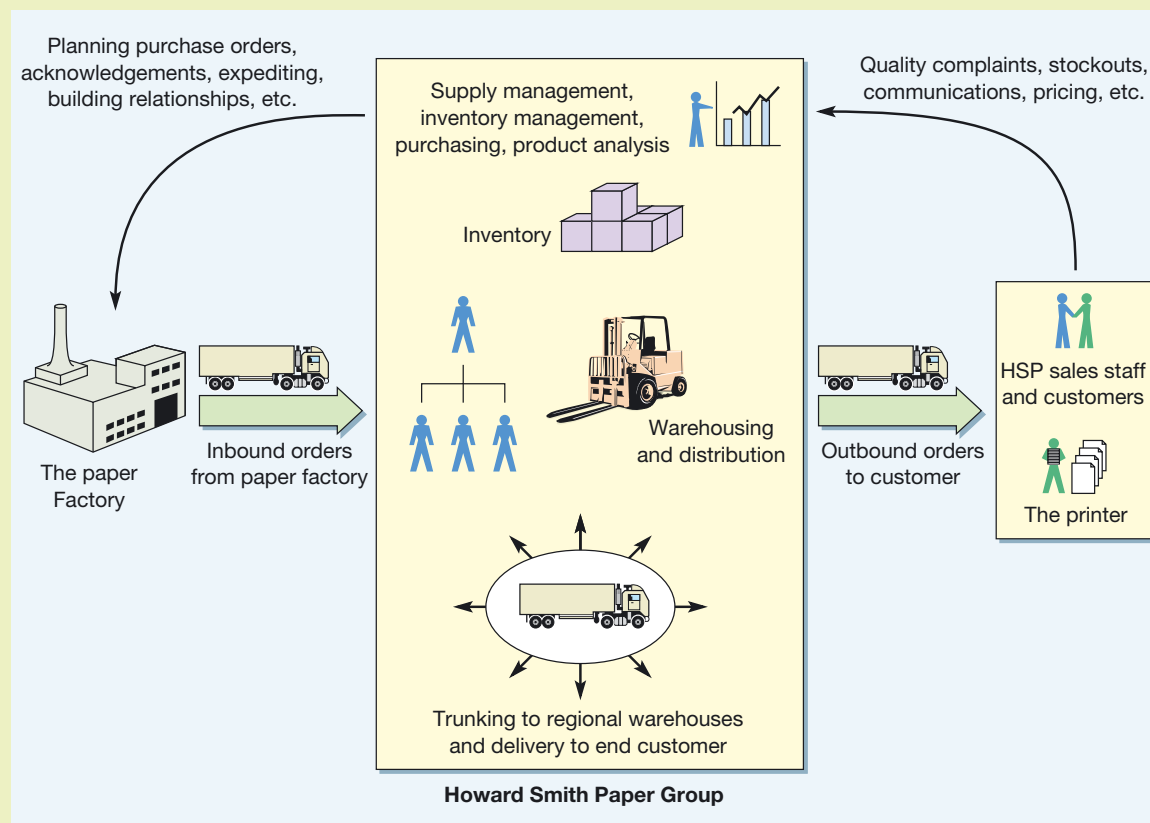 Planning purchase orders,
acknowledgements, expediting,
building relationships, etc.
Supply management,
inventory management,
purchasing, product analysis
Quality complaints, stockouts,
communications, pricing, etc.
Inventory
The paper
Factory
Inbound orders
from paper factory
Warehousing
and distribution
Outbound orders
to customer
HSP sales staff
and customers
The printer
Trunking to regional warehouses
and delivery to end customer
Howard Smith Paper Group